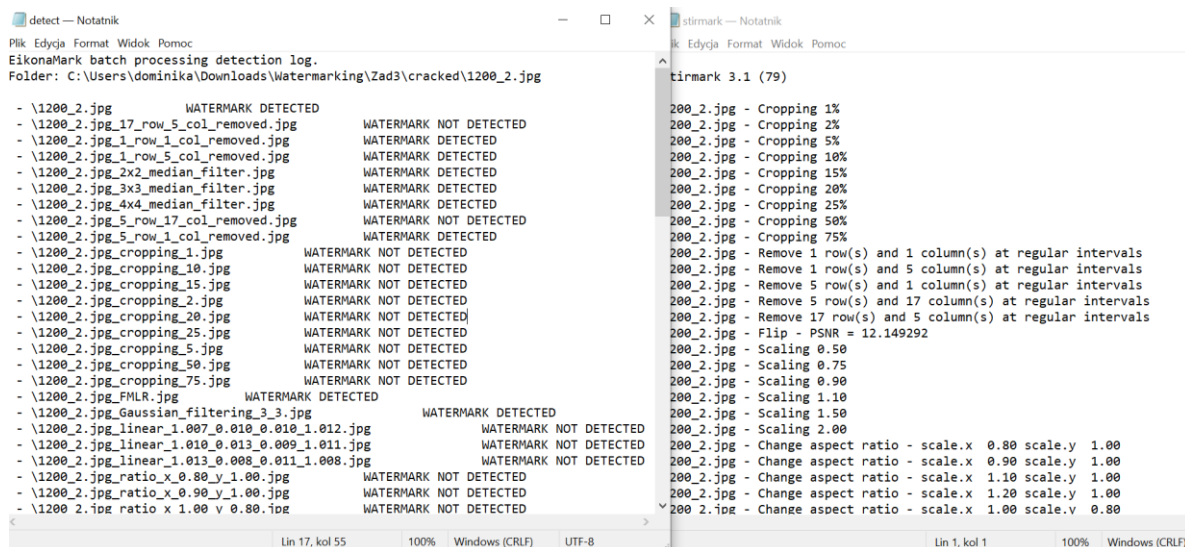 detect — Notatnik
Plik Edycja Format Widok Pomoc
EikonaMark batch processing detection log.
Folder: C:\Users\dominika\Downloads\Watermarking\Zad3\cracked\1200_2.jpg
- \1200_2.jpg WATERMARK DETECTED
- \1200_2.jpg_17_row_5_col_removed.jpg WATERMARK NOT DETECTED
- \1200_2.jpg_1_row_1_col_removed.jpg WATERMARK DETECTED
- \1200_2.jpg_1_row_5_col_removed.jpg WATERMARK DETECTED
- \1200_2.jpg_2x2_median_filter.jpg WATERMARK DETECTED
- \1200_2.jpg_3x3_median_filter.jpg WATERMARK DETECTED
- \1200_2.jpg_4x4_median_filter.jpg WATERMARK DETECTED
- \1200_2.jpg_5_row_17_col_removed.jpg WATERMARK NOT DETECTED
- \1200_2.jpg_5_row_1_col_removed.jpg WATERMARK DETECTED
- \1200_2.jpg_cropping_1.jpg WATERMARK NOT DETECTED
- \1200_2.jpg_cropping_10.jpg WATERMARK NOT DETECTED
- \1200_2.jpg_cropping_15.jpg WATERMARK NOT DETECTED
- \1200_2.jpg_cropping_2.jpg WATERMARK NOT DETECTED
- \1200_2.jpg_cropping_20.jpg WATERMARK NOT DETECTED
- \1200_2.jpg_cropping_25.jpg WATERMARK NOT DETECTED
- \1200_2.jpg_cropping_5.jpg WATERMARK NOT DETECTED
- \1200_2.jpg_cropping_50.jpg WATERMARK NOT DETECTED
- \1200_2.jpg_cropping_75.jpg WATERMARK NOT DETECTED
- \1200_2.jpg_FMLR.jpg WATERMARK DETECTED
- \1200_2.jpg_Gaussian_filtering_3_3.jpg WATERMARK DETECTED
- \1200_2.jpg_linear_1.007_0.010_0.010_1.012.jpg WATERMARK NOT DETECTED
- \1200_2.jpg_linear_1.010_0.013_0.009_1.011.jpg WATERMARK NOT DETECTED
- \1200_2.jpg_linear_1.013_0.008_0.011_1.008.jpg WATERMARK NOT DETECTED
- \1200_2.jpg_ratio_x_0.80_y_1.00.jpg WATERMARK NOT DETECTED
- \1200_2.jpg_ratio_x_0.90_y_1.00.jpg WATERMARK NOT DETECTED
- \1200_2.jpg_ratio_x_1.00_y_0.80.jpg WATERMARK NOT DETECTED
Lin 17, kol 55 100% Windows (CRLF) UTF-8
stirmark — Notatnik
ik Edycja Format Widok Pomoc
tirmark 3.1 (79)
200_2.jpg - Cropping 1%
200_2.jpg - Cropping 2%
200_2.jpg - Cropping 5%
200_2.jpg - Cropping 10%
200_2.jpg - Cropping 15%
200_2.jpg - Cropping 20%
200_2.jpg - Cropping 25%
200_2.jpg - Cropping 50%
200_2.jpg - Cropping 75%
200_2.jpg - Remove 1 row(s) and 1 column(s) at regular intervals
200_2.jpg - Remove 1 row(s) and 5 column(s) at regular intervals
200_2.jpg - Remove 5 row(s) and 1 column(s) at regular intervals
200_2.jpg - Remove 5 row(s) and 17 column(s) at regular intervals
200_2.jpg - Remove 17 row(s) and 5 column(s) at regular intervals
200_2.jpg - Flip - PSNR = 12.149292
200_2.jpg - Scaling 0.50
200_2.jpg - Scaling 0.75
200_2.jpg - Scaling 0.90
200_2.jpg - Scaling 1.10
200_2.jpg - Scaling 1.50
200_2.jpg - Scaling 2.00
200_2.jpg - Change aspect ratio - scale.x 0.80 scale.y 1.00
200_2.jpg - Change aspect ratio - scale.x 0.90 scale.y 1.00
200_2.jpg - Change aspect ratio - scale.x 1.10 scale.y 1.00
200_2.jpg - Change aspect ratio - scale.x 1.20 scale.y 1.00
200_2.jpg - Change aspect ratio - scale.x 1.00 scale.y 0.80
Lin 1, kol 1 100% Windows (CRLF)